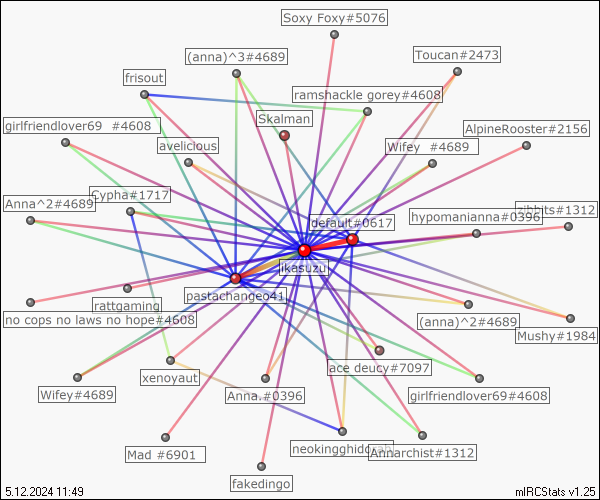 Soxy Foxy#5076
(anna)^3#4689
Toucan#2473
frisout
ramshackle gorey#4608
Skalman
girlfriendlover69 #4608
AlpineRooster#2156
avelicious
Wifey #4689
Cypha#1717
Anna^2#4689
default#0617
hypomanianna#0396
#1312
ikasuzu
pastachangeo41
rattgaming
no cops no laws no hope#4608
(anna)^2#4689
Mushy#1984
ace deucy#7097
xenoyaut
Wifey#4689
Anna.#0396
girlfriendlover69#4608
Mad #6901
Annarchist#1312
fakedingo
5.12.2024 11:49
mIRCStats v1.25